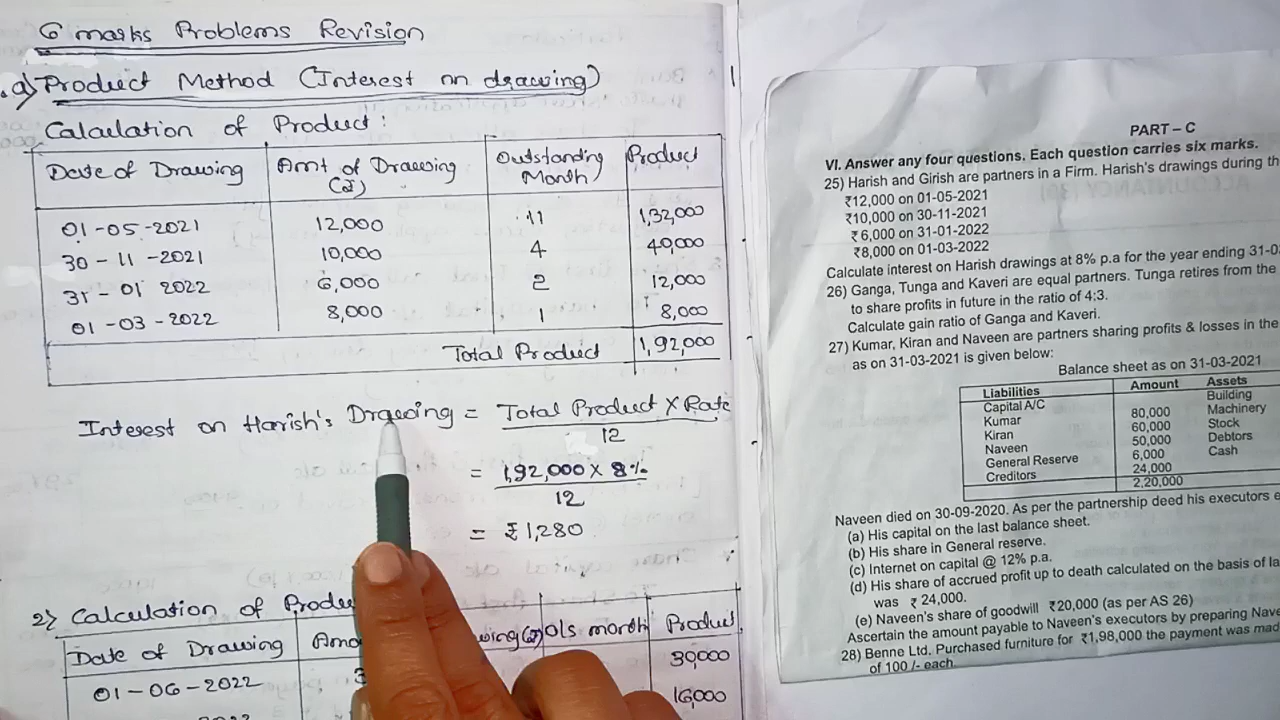 6 marks Problems Revision
a) Product Method (Interest on drawing)
Calculation of Product:
Date of Drawing Amt of Drawing (₹) Outstanding Month Product
01-05-2021 12,000 11 1,32,000
30-11-2021 10,000 4 40,000
31-01 2022 6,000 2 12,000
01-03-2022 8,000 1 8,000
Total Product 1,92,000
Interest on Harish's Drawing = Total Product X Rate
12
= 1,92,000 X 8%
12
= ₹ 1,280
2) Calculation of Produ
Date of Drawing Amo wing(₹) O/s month Product
01-06-2022 3 30,000
2022 16,000
PART – C
VI. Answer any four questions. Each question carries six marks.
25) Harish and Girish are partners in a Firm. Harish's drawings during th
₹12,000 on 01-05-2021
₹10,000 on 30-11-2021
₹ 6,000 on 31-01-2022
₹8,000 on 01-03-2022
Calculate interest on Harish drawings at 8% p.a for the year ending 31-0
26) Ganga, Tunga and Kaveri are equal partners. Tunga retires from the
to share profits in future in the ratio of 4:3.
Calculate gain ratio of Ganga and Kaveri.
27) Kumar, Kiran and Naveen are partners sharing profits & losses in the
as on 31-03-2021 is given below:
Balance sheet as on 31-03-2021
Liabilities Amount Assets
Capital A/C Building
Kumar 80,000 Machinery
Kiran 60,000 Stock
Naveen 50,000 Debtors
General Reserve 6,000 Cash
Creditors 24,000
2,20,000
Naveen died on 30-09-2020. As per the partnership deed his executors e
(a) His capital on the last balance sheet.
(b) His share in General reserve.
(c) Internet on capital @ 12% p.a.
(d) His share of accrued profit up to death calculated on the basis of la
was ₹ 24,000.
(e) Naveen's share of goodwill ₹20,000 (as per AS 26)
Ascertain the amount payable to Naveen's executors by preparing Nave
28) Benne Ltd. Purchased furniture for ₹1,98,000 the payment was mad
of 100 /- each.